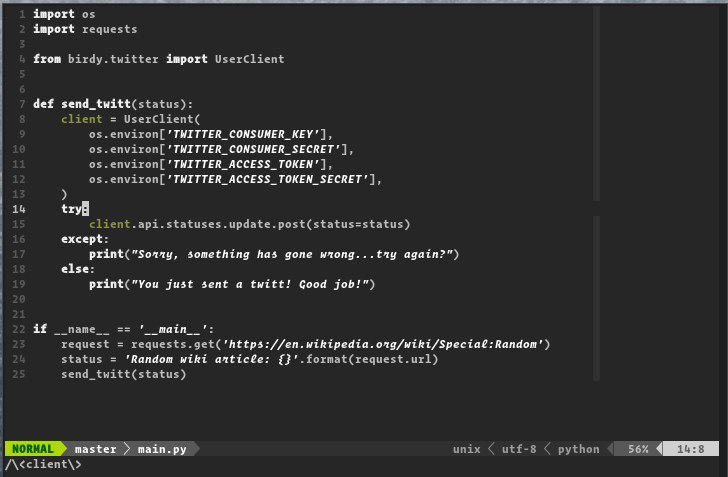 1 import os
2 import requests
3
4 from birdy.twitter import UserClient
5
6
7 def send_twitt(status):
8     client = UserClient(
9         os.environ['TWITTER_CONSUMER_KEY'],
10         os.environ['TWITTER_CONSUMER_SECRET'],
11         os.environ['TWITTER_ACCESS_TOKEN'],
12         os.environ['TWITTER_ACCESS_TOKEN_SECRET'],
13     )
14     try:
15         client.api.statuses.update.post(status=status)
16     except:
17         print("Sorry, something has gone wrong...try again?")
18     else:
19         print("You just sent a twitt! Good job!")
20
21
22 if __name__ == '__main__':
23     request = requests.get('https://en.wikipedia.org/wiki/Special:Random')
24     status = 'Random wiki article: {}'.format(request.url)
25     send_twitt(status)
NORMAL master main.py unix utf-8 python 56% 14:8
/\<client\>